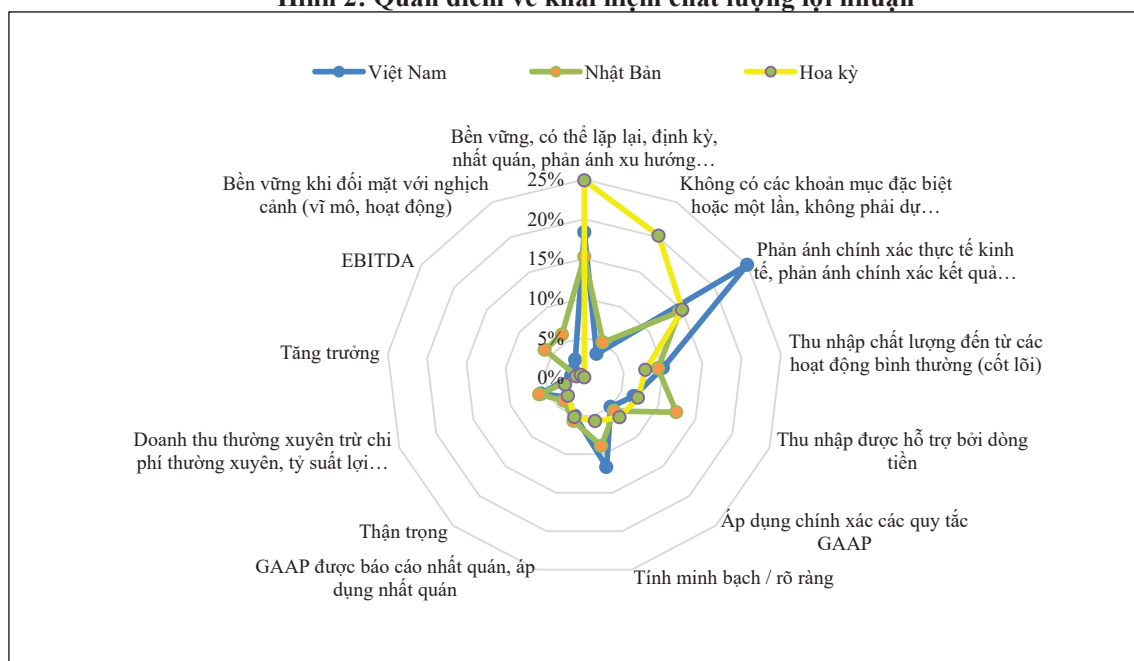 Hình 2: Quan điểm về khái niệm chất lượng lợi nhuận
Việt Nam
Nhật Bản
Hoa kỳ
Bền vững, có thể lặp lại, định kỳ,
nhất quán, phản ánh xu hướng…
Không có các khoản mục đặc biệt
hoặc một lần, không phải dự…
Phản ánh chính xác thực tế kinh
tế, phản ánh chính xác kết quả…
Thu nhập chất lượng đến từ các
hoạt động bình thường (cốt lõi)
Thu nhập được hỗ trợ bởi dòng
tiền
Áp dụng chính xác các quy tắc
GAAP
Tính minh bạch / rõ ràng
GAAP được báo cáo nhất quán, áp
dụng nhất quán
Thận trọng
Doanh thu thường xuyên trừ chi
phí thường xuyên, tỷ suất lợi…
Tăng trưởng
EBITDA
Bền vững khi đối mặt với nghịch
cảnh (vĩ mô, hoạt động)
25%
20%
15%
10%
5%
0%